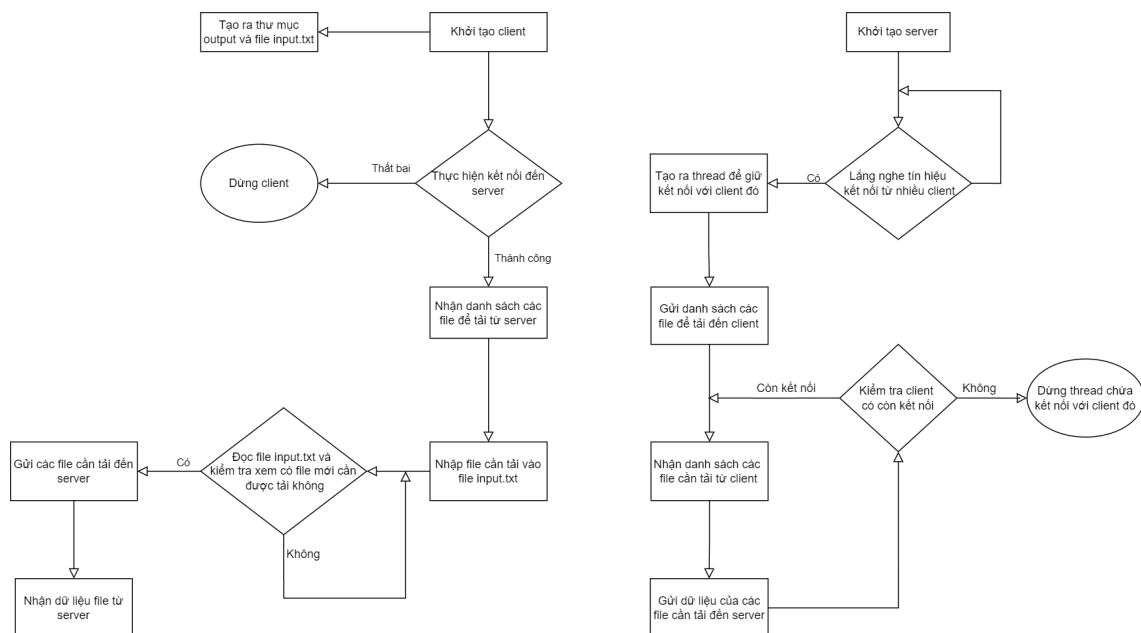 Tạo ra thư mục
output và file input.txt
Khởi tạo client
Thất bại
Thực hiện kết nối đến
server
Dừng client
Thành công
Nhận danh sách các
file để tải từ server
Nhập file cần tải vào
file input.txt
Đọc file input.txt và
kiểm tra xem có file mới cần
được tải không
Có
Không
Gửi các file cần tải đến
server
Nhận dữ liệu file từ
server
Khởi tạo server
Lắng nghe tín hiệu
kết nối từ nhiều client
Có
Tạo ra thread để giữ
kết nối với client đó
Gửi danh sách các
file để tải đến client
Còn kết nối
Kiểm tra client
có còn kết nối
Không
Dừng thread chứa
kết nối với client đó
Nhận danh sách các
file cần tải từ client
Gửi dữ liệu của các
file cần tải đến server